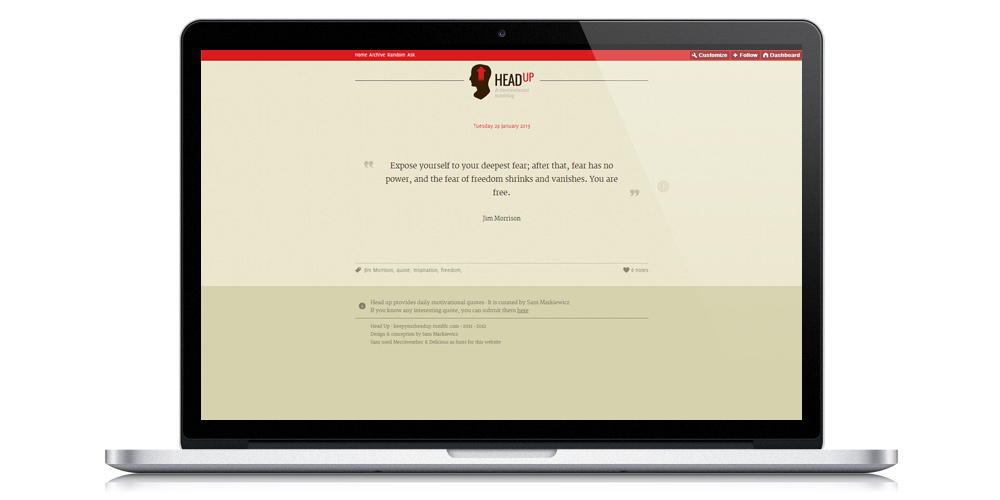 Home Archive Random Ask
Customize Follow Dashboard
HEAD UP
A motivational
tumblog
Tuesday 29 January 2013
Expose yourself to your deepest fear; after that, fear has no
power, and the fear of freedom shrinks and vanishes. You are
free.
Jim Morrison
Jim Morrison, quote, inspiration, freedom,
6 notes
Head up provides daily motivational quotes · It is curated by Sam Markiewicz
If you know any interesting quote, you can submit them here
Head Up · keepyourheadup.tumblr.com · 2011 - 2012
Design & conception by Sam Markiewicz
Sam used Merriweather & Delicious as fonts for this website